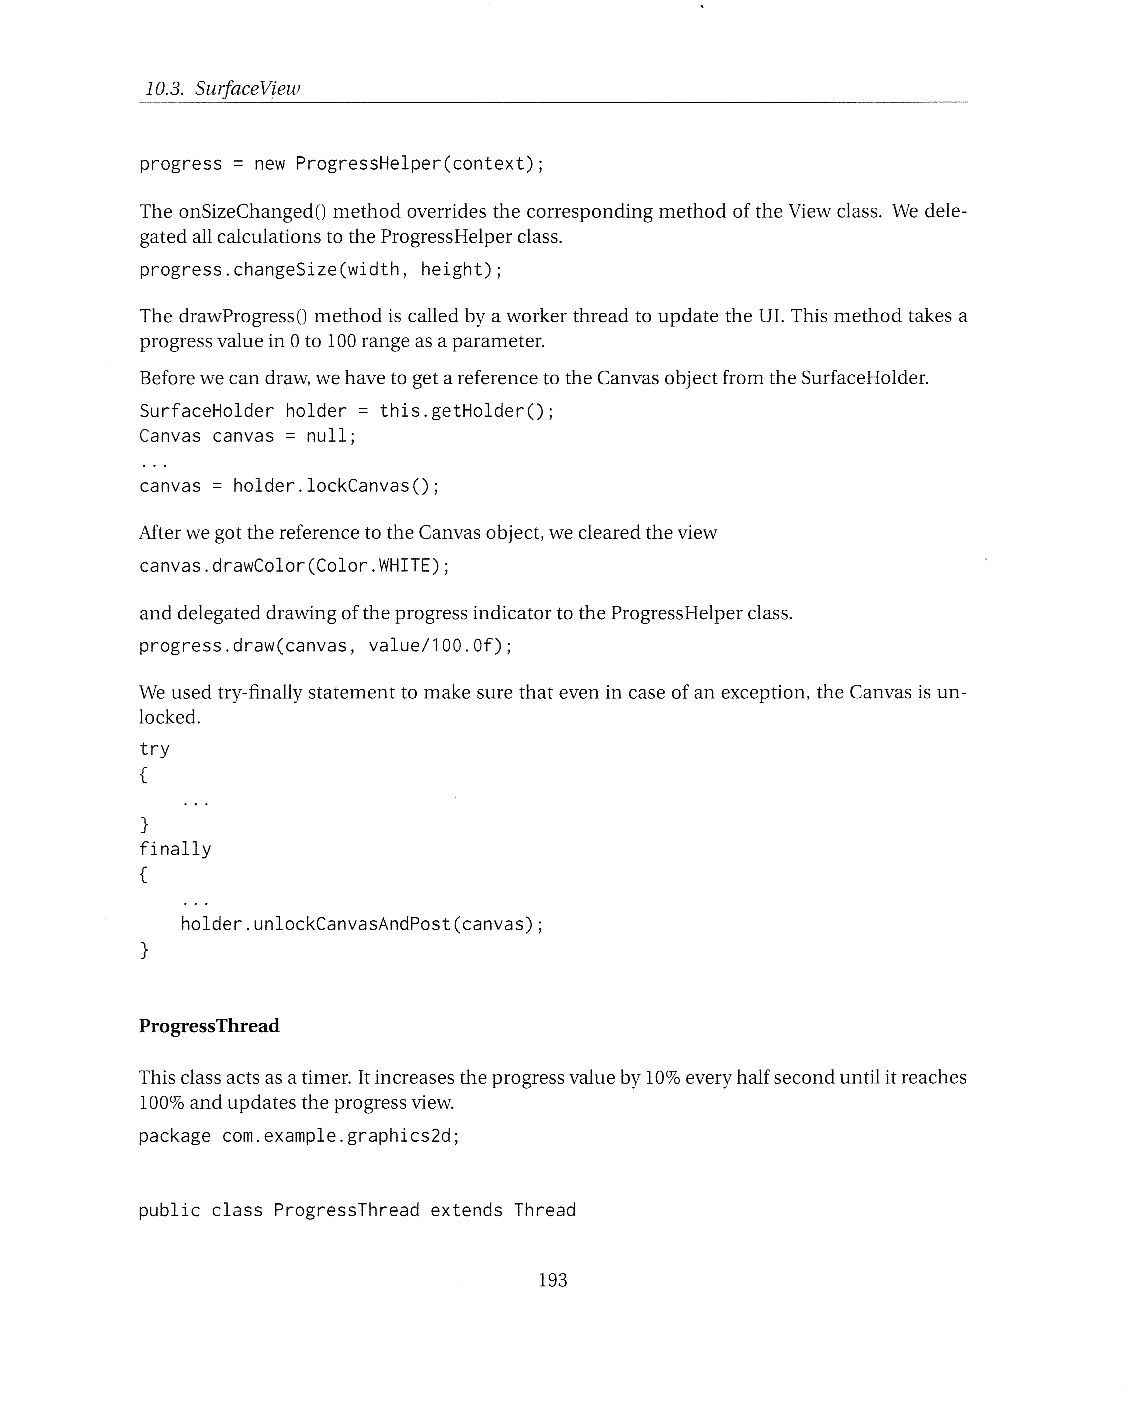 10.3. SurfaceView
progress = new ProgressHelper(context);
The onSizeChanged() method overrides the corresponding method of the View class. We dele-
gated all calculations to the ProgressHelper class.
progress.changeSize(width, height);
The drawProgress() method is called by a worker thread to update the UI. This method takes a
progress value in 0 to 100 range as a parameter.
Before we can draw, we have to get a reference to the Canvas object from the SurfaceHolder.
SurfaceHolder holder = this.getHolder();
Canvas canvas = null;
...
canvas = holder.lockCanvas();
After we got the reference to the Canvas object, we cleared the view
canvas.drawColor(Color.WHITE);
and delegated drawing of the progress indicator to the ProgressHelper class.
progress.draw(canvas, value/100.0f);
We used try-finally statement to make sure that even in case of an exception, the Canvas is un-
locked.
try
{
    ...
}
finally
{
    ...
    holder.unlockCanvasAndPost(canvas);
}
ProgressThread
This class acts as a timer. It increases the progress value by 10% every half second until it reaches
100% and updates the progress view.
package com.example.graphics2d;
public class ProgressThread extends Thread
193